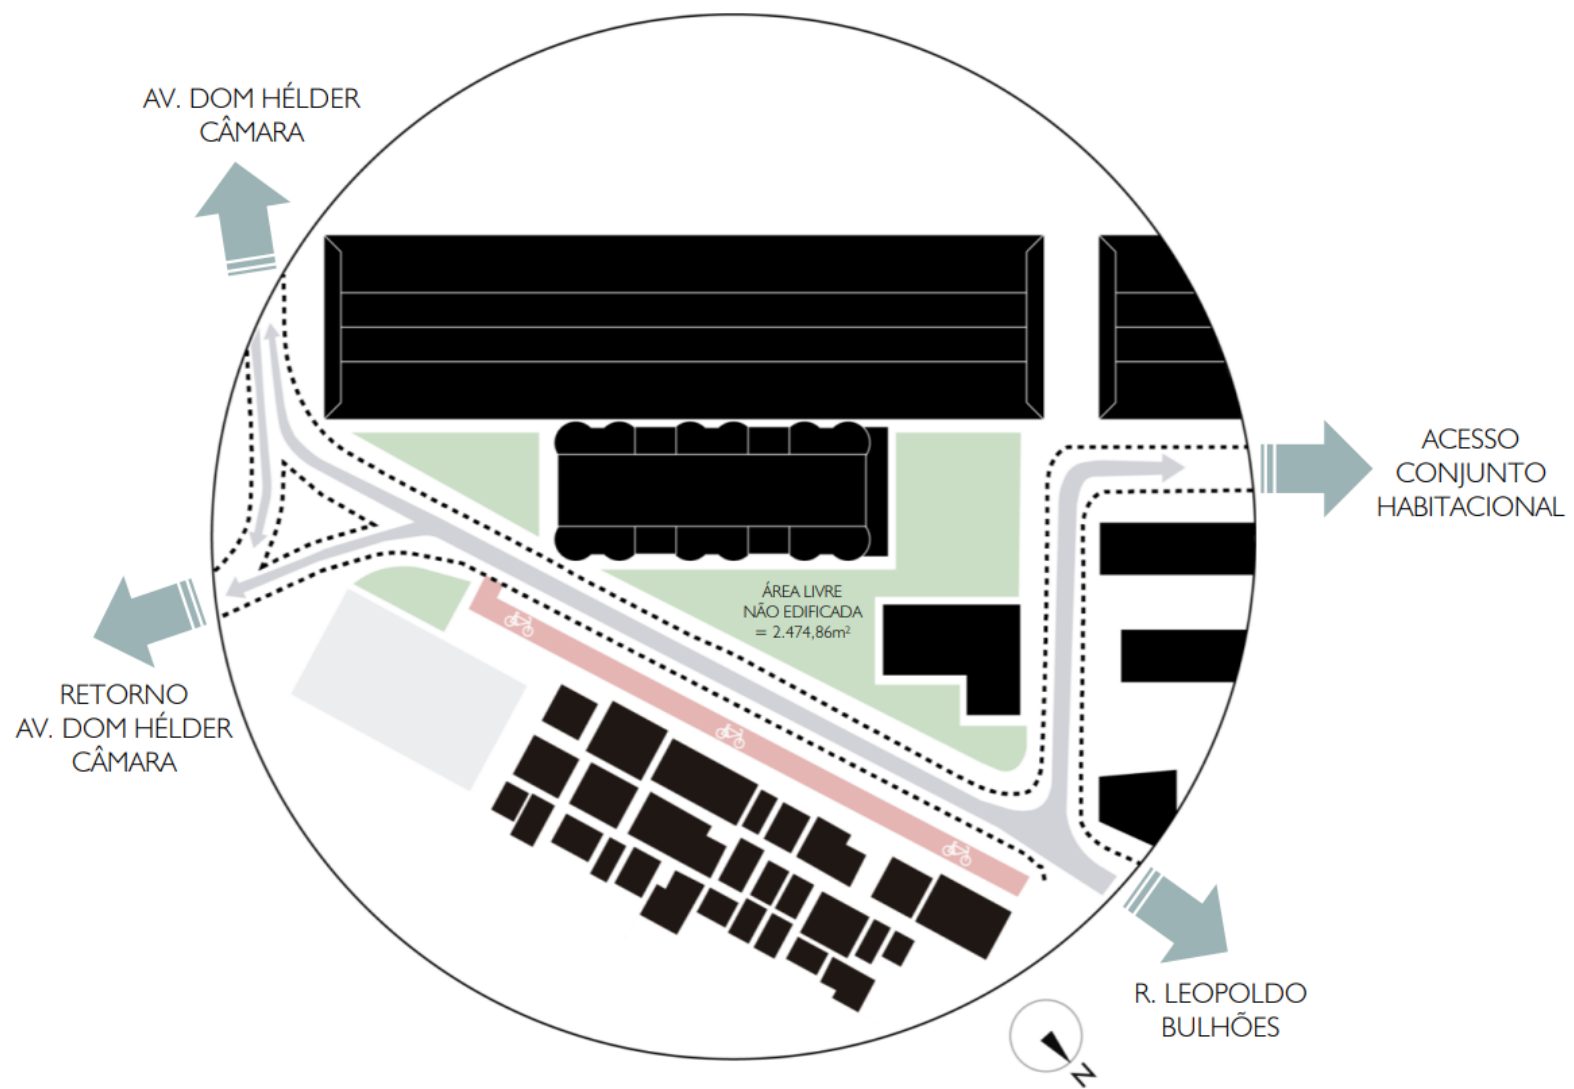 AV. DOM HÉLDER
CÂMARA
ACESSO
CONJUNTO
HABITACIONAL
ÁREA LIVRE
NÃO EDIFICADA
= 2.474,86m²
RETORNO
AV. DOM HÉLDER
CÂMARA
R. LEOPOLDO
BULHÕES
N